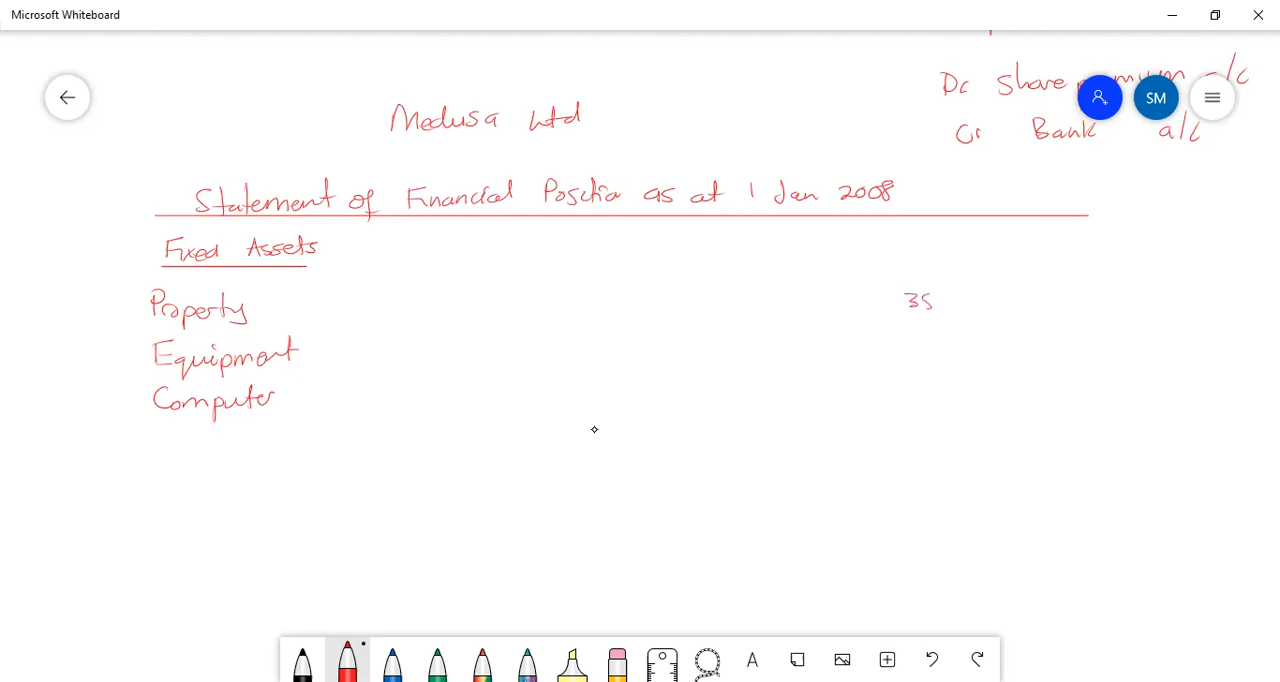 Microsoft Whiteboard
Dr Share a/c
SM
Medusa Ltd
Cr Bank a/c
Statement of Financial Position as at 1 Jan 2008
Fixed Assets
Property 35
Equipment
Computer
A